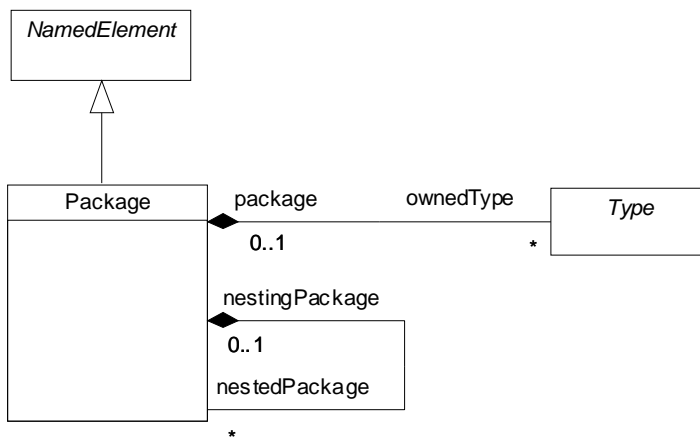 NamedElement
Package
package
ownedType
Type
0..1
*
nestingPackage
0..1
nestedPackage
*